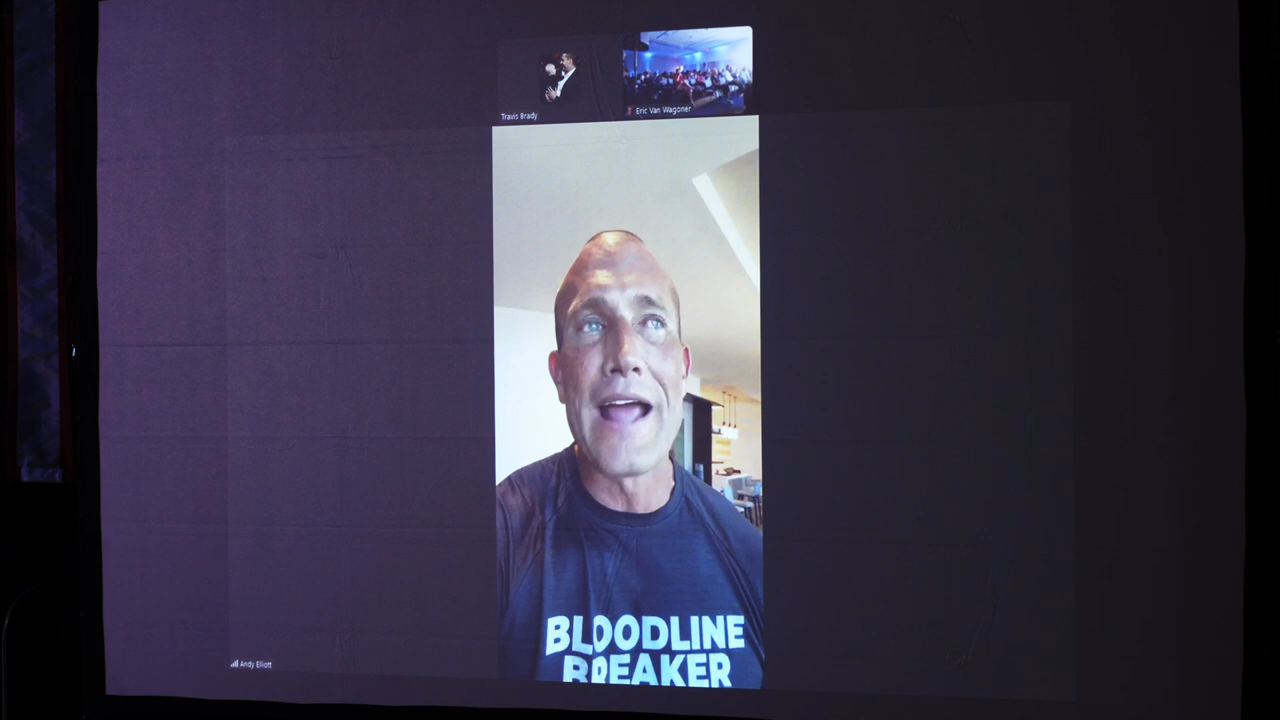 Travis Brady
Eric Van Wagoner
BLOODLINE
BREAKER
Andy Elliott